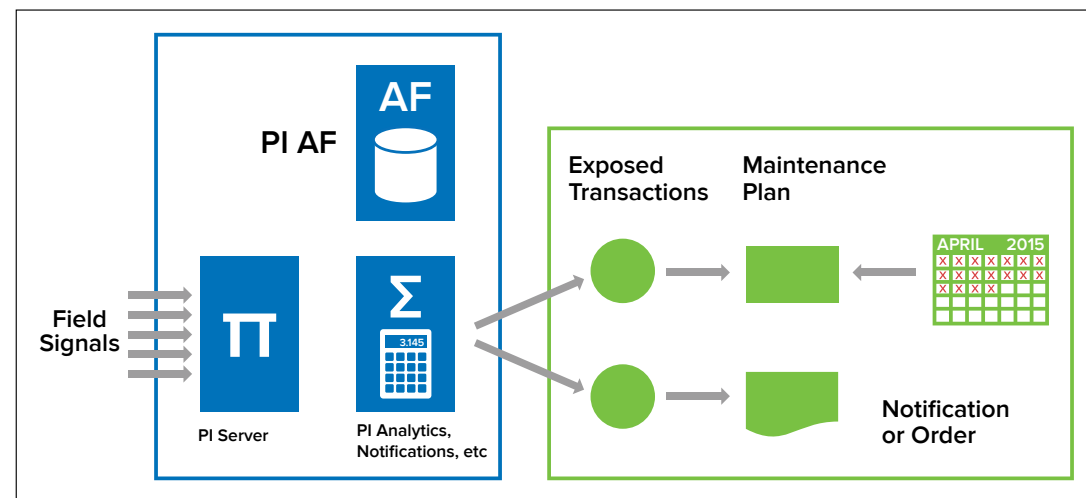 AF
PI AF
Exposed
Transactions
Maintenance
Plan
APRIL 2015
X X X X X X X
X X X X X X X
X X X X
Field
Signals
π
Σ
3.145
PI Server
PI Analytics,
Notifications, etc
Notification
or Order